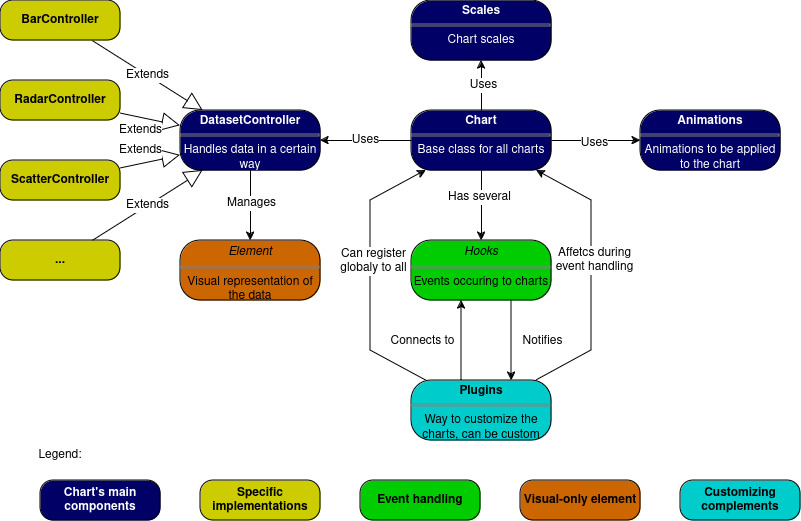 BarController
Scales
Chart scales
Extends
Uses
RadarController
Extends
DatasetController
Handles data in a certain
way
Uses
Chart
Base class for all charts
Uses
Animations
Animations to be applied
to the chart
Extends
ScatterController
Extends
Manages
Has several
...
Element
Visual representation of
the data
Can register
globaly to all
Hooks
Events occuring to charts
Affetcs during
event handling
Connects to
Notifies
Plugins
Way to customize the
charts, can be custom
Legend:
Chart's main
components
Specific
implementations
Event handling
Visual-only element
Customizing
complements